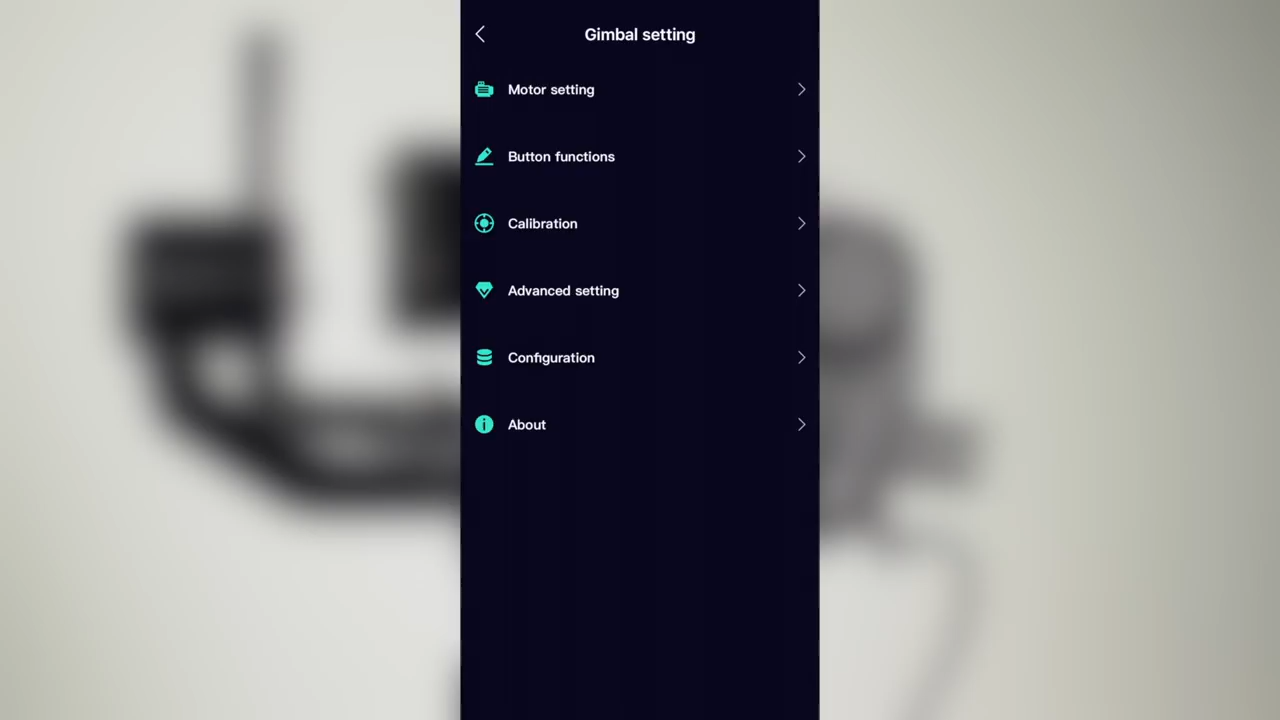 Gimbal setting
Motor setting
Button functions
Calibration
Advanced setting
Configuration
About